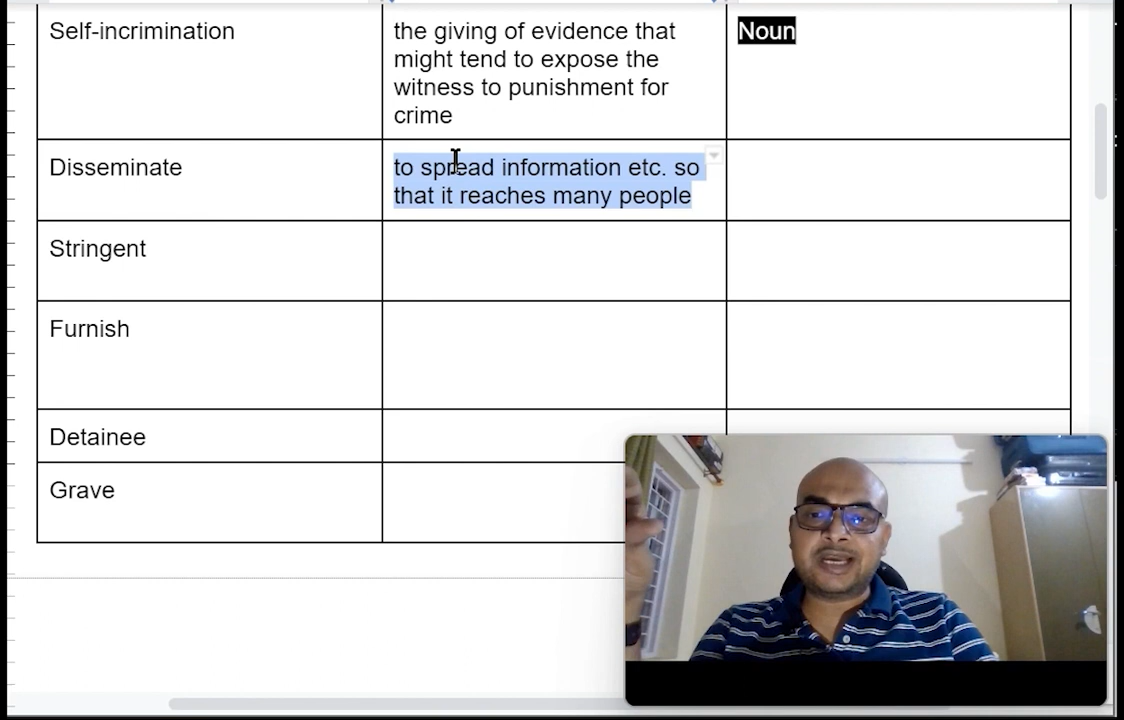 Self-incrimination
the giving of evidence that
might tend to expose the
witness to punishment for
crime
Noun
Disseminate
to spread information etc. so
that it reaches many people
Stringent
Furnish
Detainee
Grave